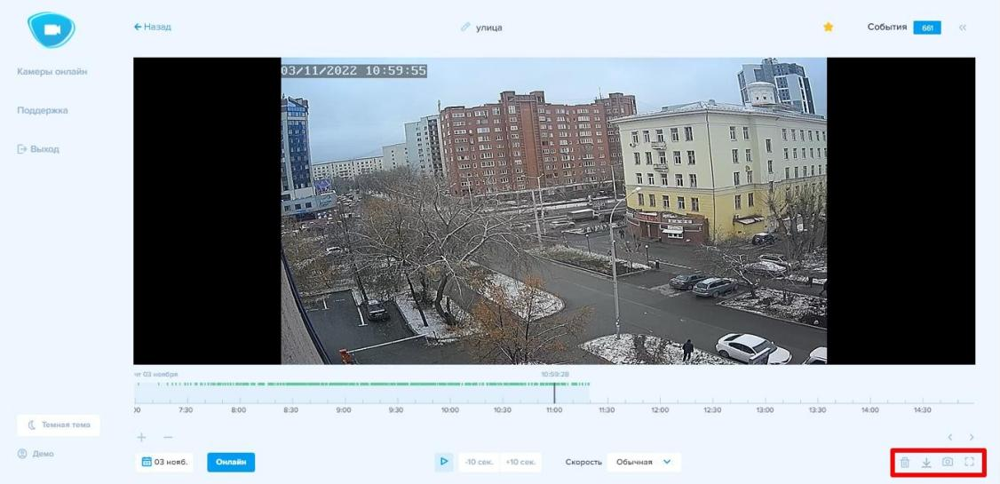 ← Назад
улица
События 661
Камеры онлайн
Поддержка
Выход
03/11/2022 10:59:55
чт 03 ноября
10:59:28
00 7:30 8:00 8:30 9:00 9:30 10:00 10:30 11:00 11:30 12:00 12:30 13:00 13:30 14:00 14:30
Темная тема
Демо
03 нояб.
Онлайн
-10 сек.
+10 сек.
Скорость
Обычная